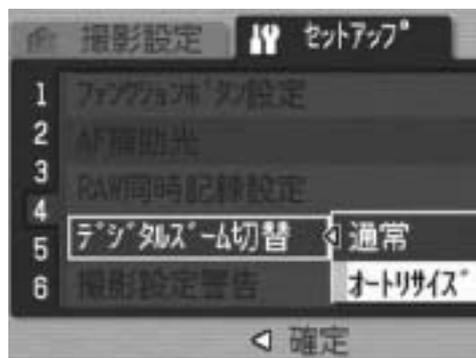 撮影設定
セットアップ
1
ファンクションボタン設定
2
AF補助光
3
RAW同時記録設定
4
デジタルズーム切替
通常
5
オートリサイズ
撮影設定警告
6
確定